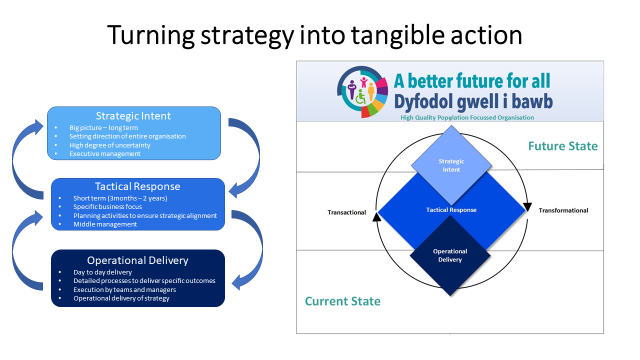 Turning strategy into tangible action
Strategic Intent
Big picture – long term
Setting direction of entire organisation
High degree of uncertainty
Executive management
Tactical Response
Short term (3months – 2 years)
Specific business focus
Planning activities to ensure strategic alignment
Middle management
Operational Delivery
Day to day delivery
Detailed processes to deliver specific outcomes
Execution by teams and managers
Operational delivery of strategy
A better future for all
Dyfodol gwell i bawb
High Quality Population Focussed Organisation
Future State
Strategic
Intent
Transactional
Tactical Response
Transformational
Operational
Delivery
Current State